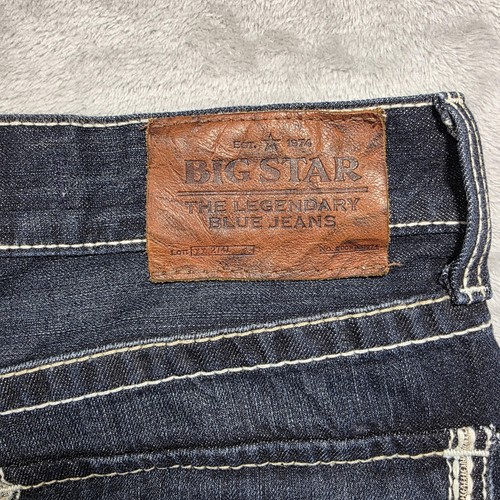 EST. 1974
BIG STAR
THE LEGENDARY
BLUE JEANS